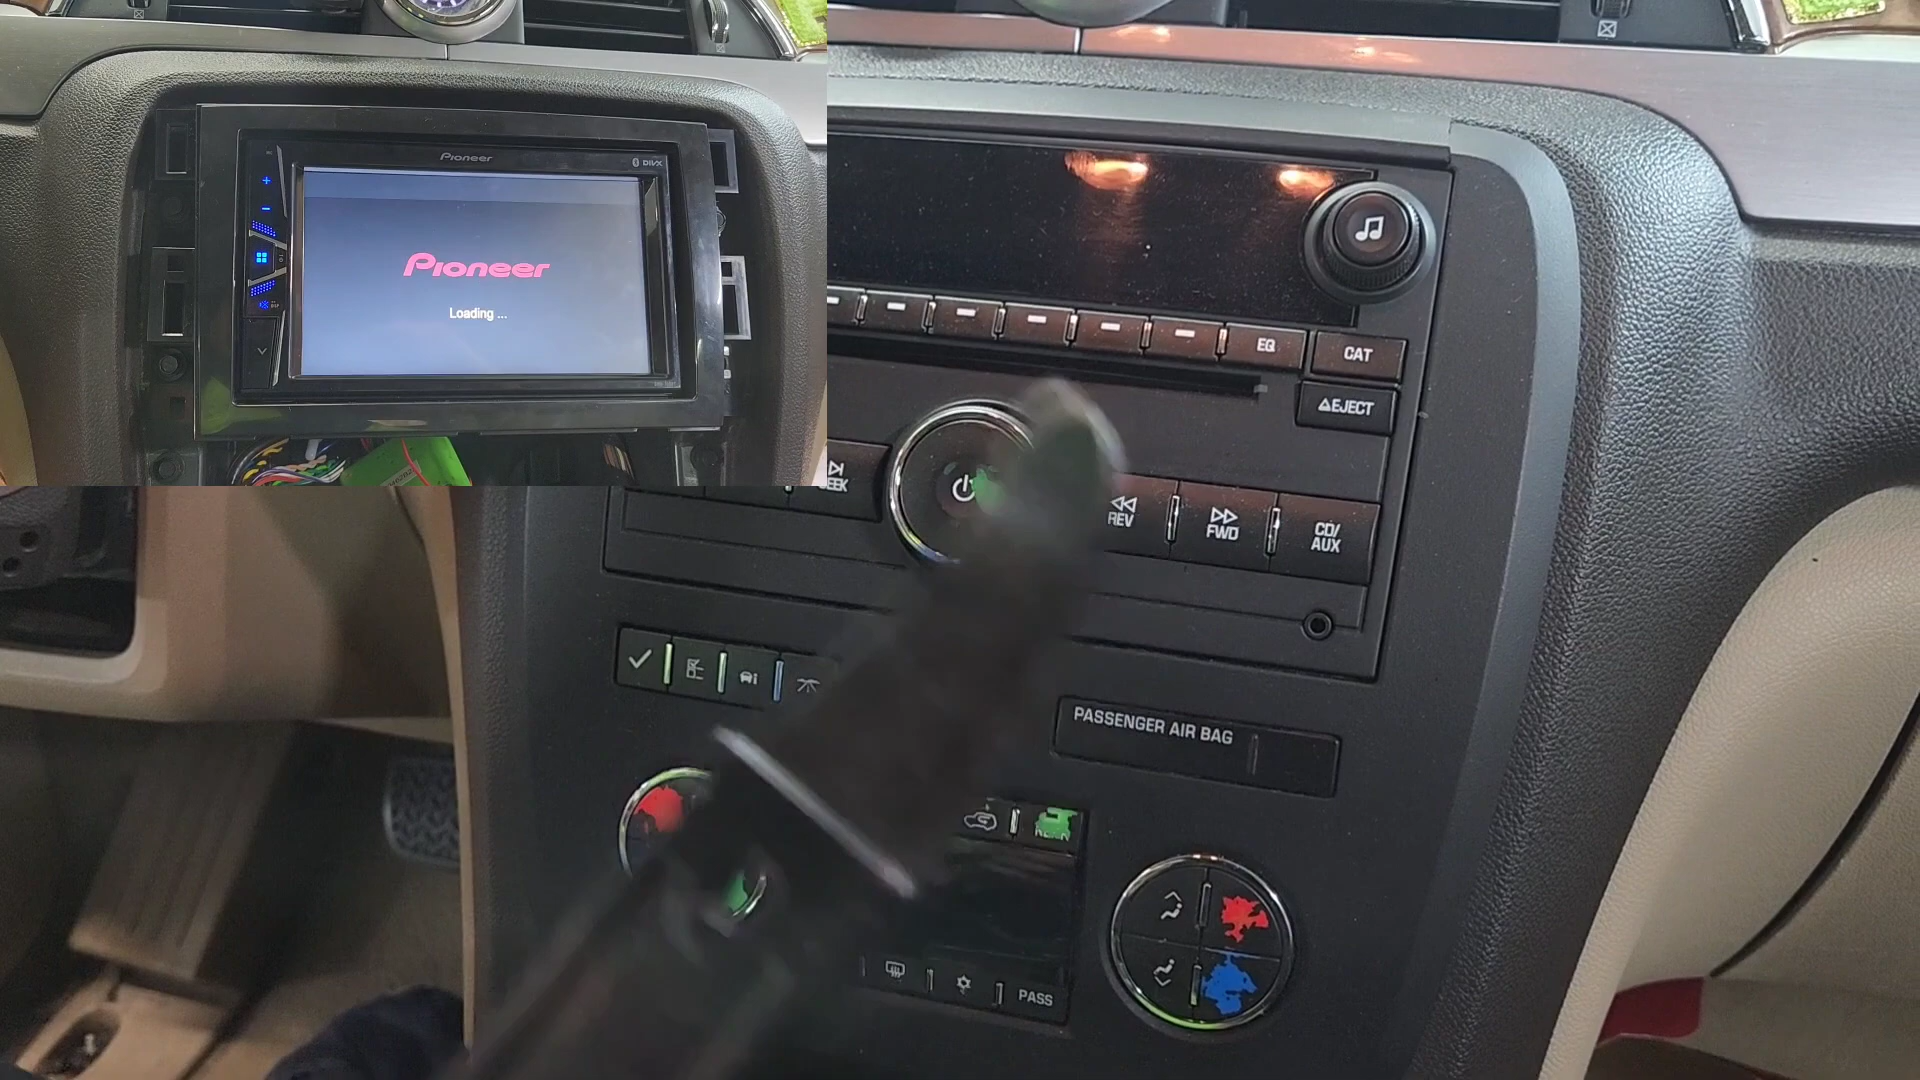 Pioneer
DIVX
Pioneer
Loading ...
EQ
CAT
EJECT
REV
FWD
CD/
AUX
PASSENGER AIR BAG
PASS